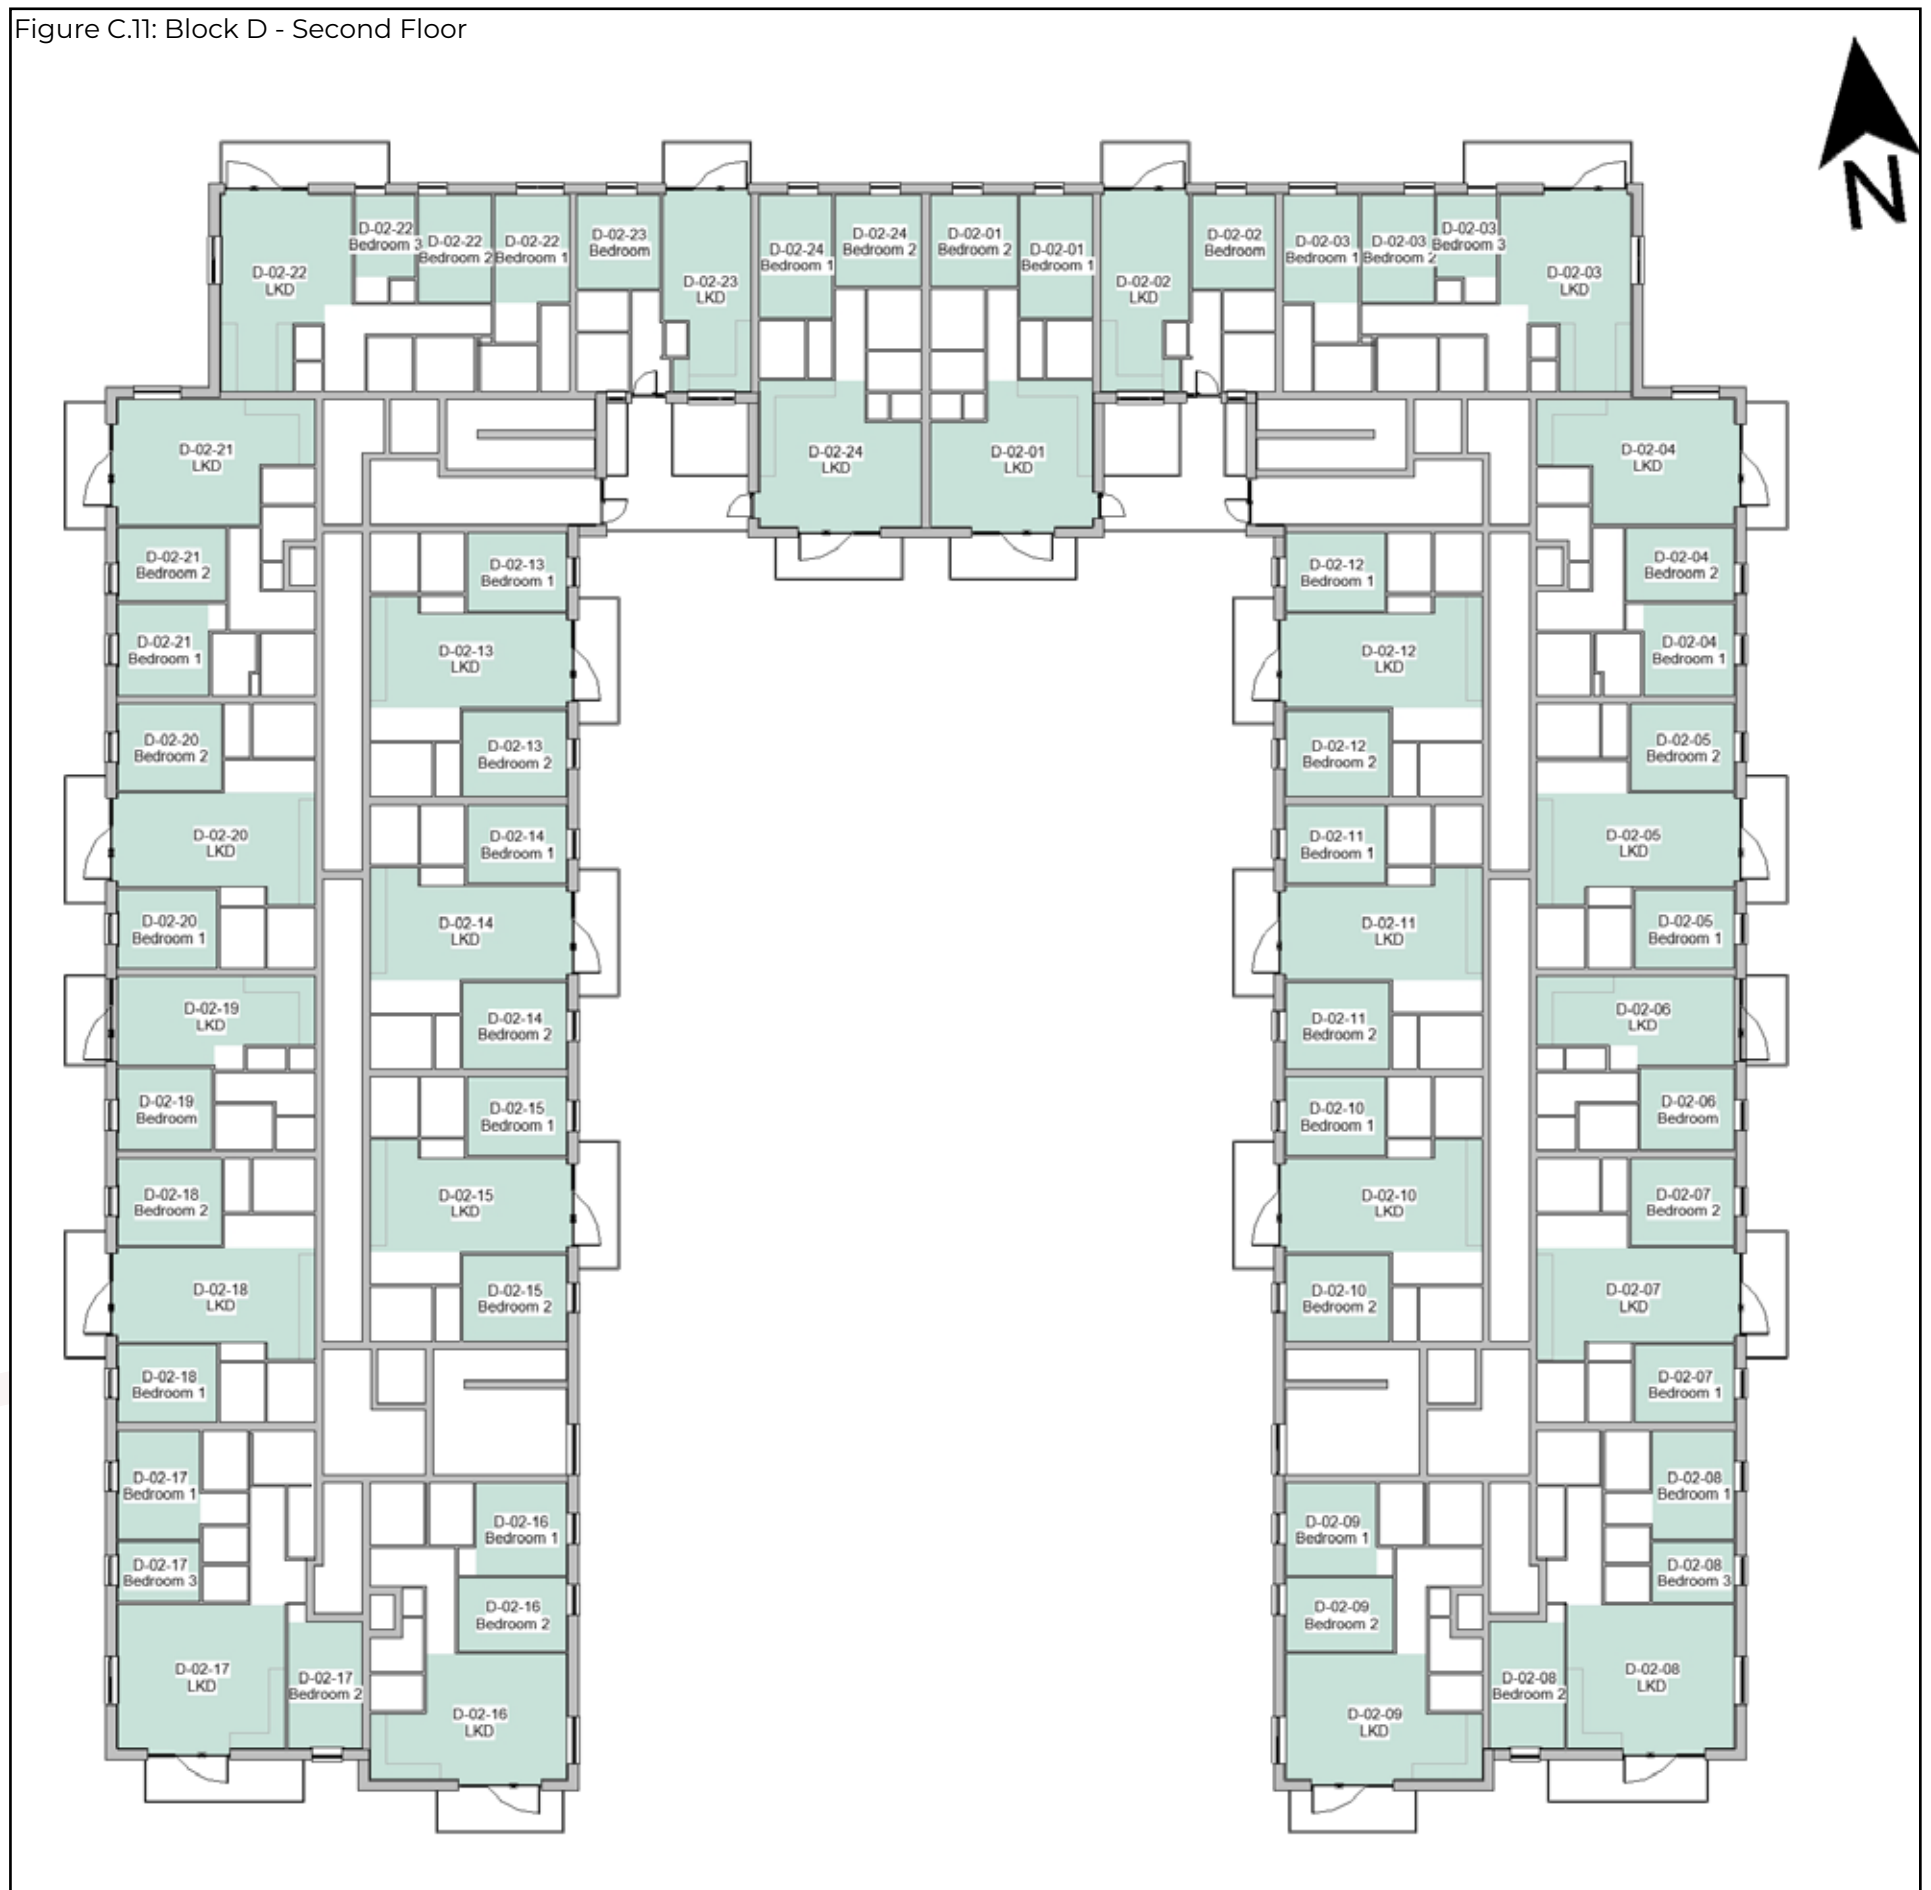 Figure C.11: Block D - Second Floor
N
D-02-22
LKD
D-02-22
Bedroom 3
D-02-22
Bedroom 2
D-02-22
Bedroom 1
D-02-23
Bedroom
D-02-23
LKD
D-02-24
Bedroom 1
D-02-24
Bedroom 2
D-02-01
Bedroom 2
D-02-01
Bedroom 1
D-02-02
LKD
D-02-02
Bedroom
D-02-03
Bedroom 1
D-02-03
Bedroom 2
D-02-03
Bedroom 3
D-02-03
LKD
D-02-21
LKD
D-02-24
LKD
D-02-01
LKD
D-02-04
LKD
D-02-21
Bedroom 2
D-02-13
Bedroom 1
D-02-12
Bedroom 1
D-02-04
Bedroom 2
D-02-21
Bedroom 1
D-02-13
LKD
D-02-12
LKD
D-02-04
Bedroom 1
D-02-20
Bedroom 2
D-02-13
Bedroom 2
D-02-12
Bedroom 2
D-02-05
Bedroom 2
D-02-20
LKD
D-02-14
Bedroom 1
D-02-11
Bedroom 1
D-02-05
LKD
D-02-20
Bedroom 1
D-02-14
LKD
D-02-11
LKD
D-02-05
Bedroom 1
D-02-19
LKD
D-02-14
Bedroom 2
D-02-11
Bedroom 2
D-02-06
LKD
D-02-19
Bedroom
D-02-15
Bedroom 1
D-02-10
Bedroom 1
D-02-06
Bedroom
D-02-18
Bedroom 2
D-02-15
LKD
D-02-10
LKD
D-02-07
Bedroom 2
D-02-18
LKD
D-02-15
Bedroom 2
D-02-10
Bedroom 2
D-02-07
LKD
D-02-18
Bedroom 1
D-02-07
Bedroom 1
D-02-17
Bedroom 1
D-02-16
Bedroom 1
D-02-09
Bedroom 1
D-02-08
Bedroom 1
D-02-17
Bedroom 3
D-02-16
Bedroom 2
D-02-09
Bedroom 2
D-02-08
Bedroom 3
D-02-17
LKD
D-02-17
Bedroom 2
D-02-16
LKD
D-02-09
LKD
D-02-08
Bedroom 2
D-02-08
LKD